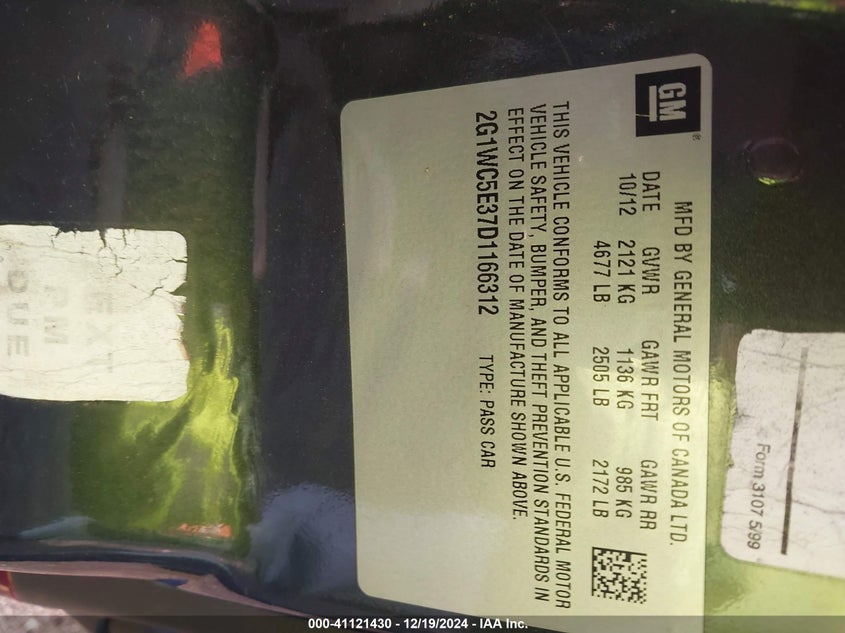 GM
®
MFD BY GENERAL MOTORS OF CANADA LTD.
DATE GVWR GAWR FRT GAWR RR
10/12 2121 KG 1136 KG 985 KG
4677 LB 2505 LB 2172 LB
THIS VEHICLE CONFORMS TO ALL APPLICABLE U.S. FEDERAL MOTOR
VEHICLE SAFETY, BUMPER, AND THEFT PREVENTION STANDARDS IN
EFFECT ON THE DATE OF MANUFACTURE SHOWN ABOVE.
2G1WC5E37D1166312 TYPE: PASS CAR
Form 3107 5/99
DUE
000-41121430 - 12/19/2024 - IAA Inc.